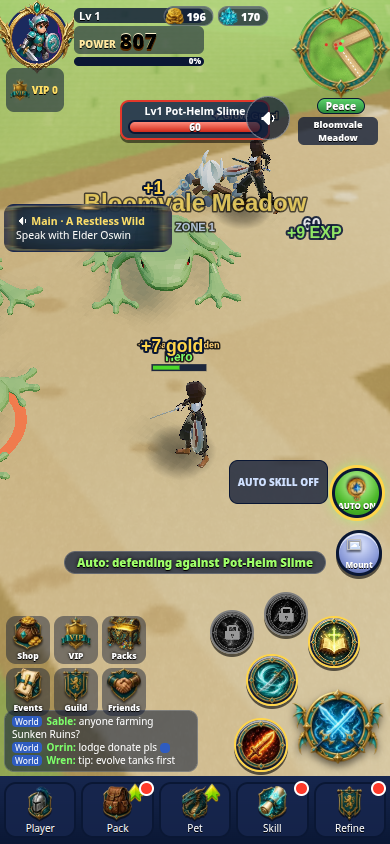 Lv 1
196
170
POWER 807
0%
VIP 0
Lv1 Pot-Helm Slime
60
Peace
Bloomvale
Meadow
+1
Bloomvale Meadow
ZONE 1
Main · A Restless Wild
Speak with Elder Oswin
60
+9 EXP
+7 gold
Hero
AUTO SKILL OFF
AUTO ON
Mount
Auto: defending against Pot-Helm Slime
Shop
VIP
Packs
Events
Guild
Friends
World Sable: anyone farming
Sunken Ruins?
World Orrin: lodge donate pls
World Wren: tip: evolve tanks first
Player
Pack
Pet
Skill
Refine